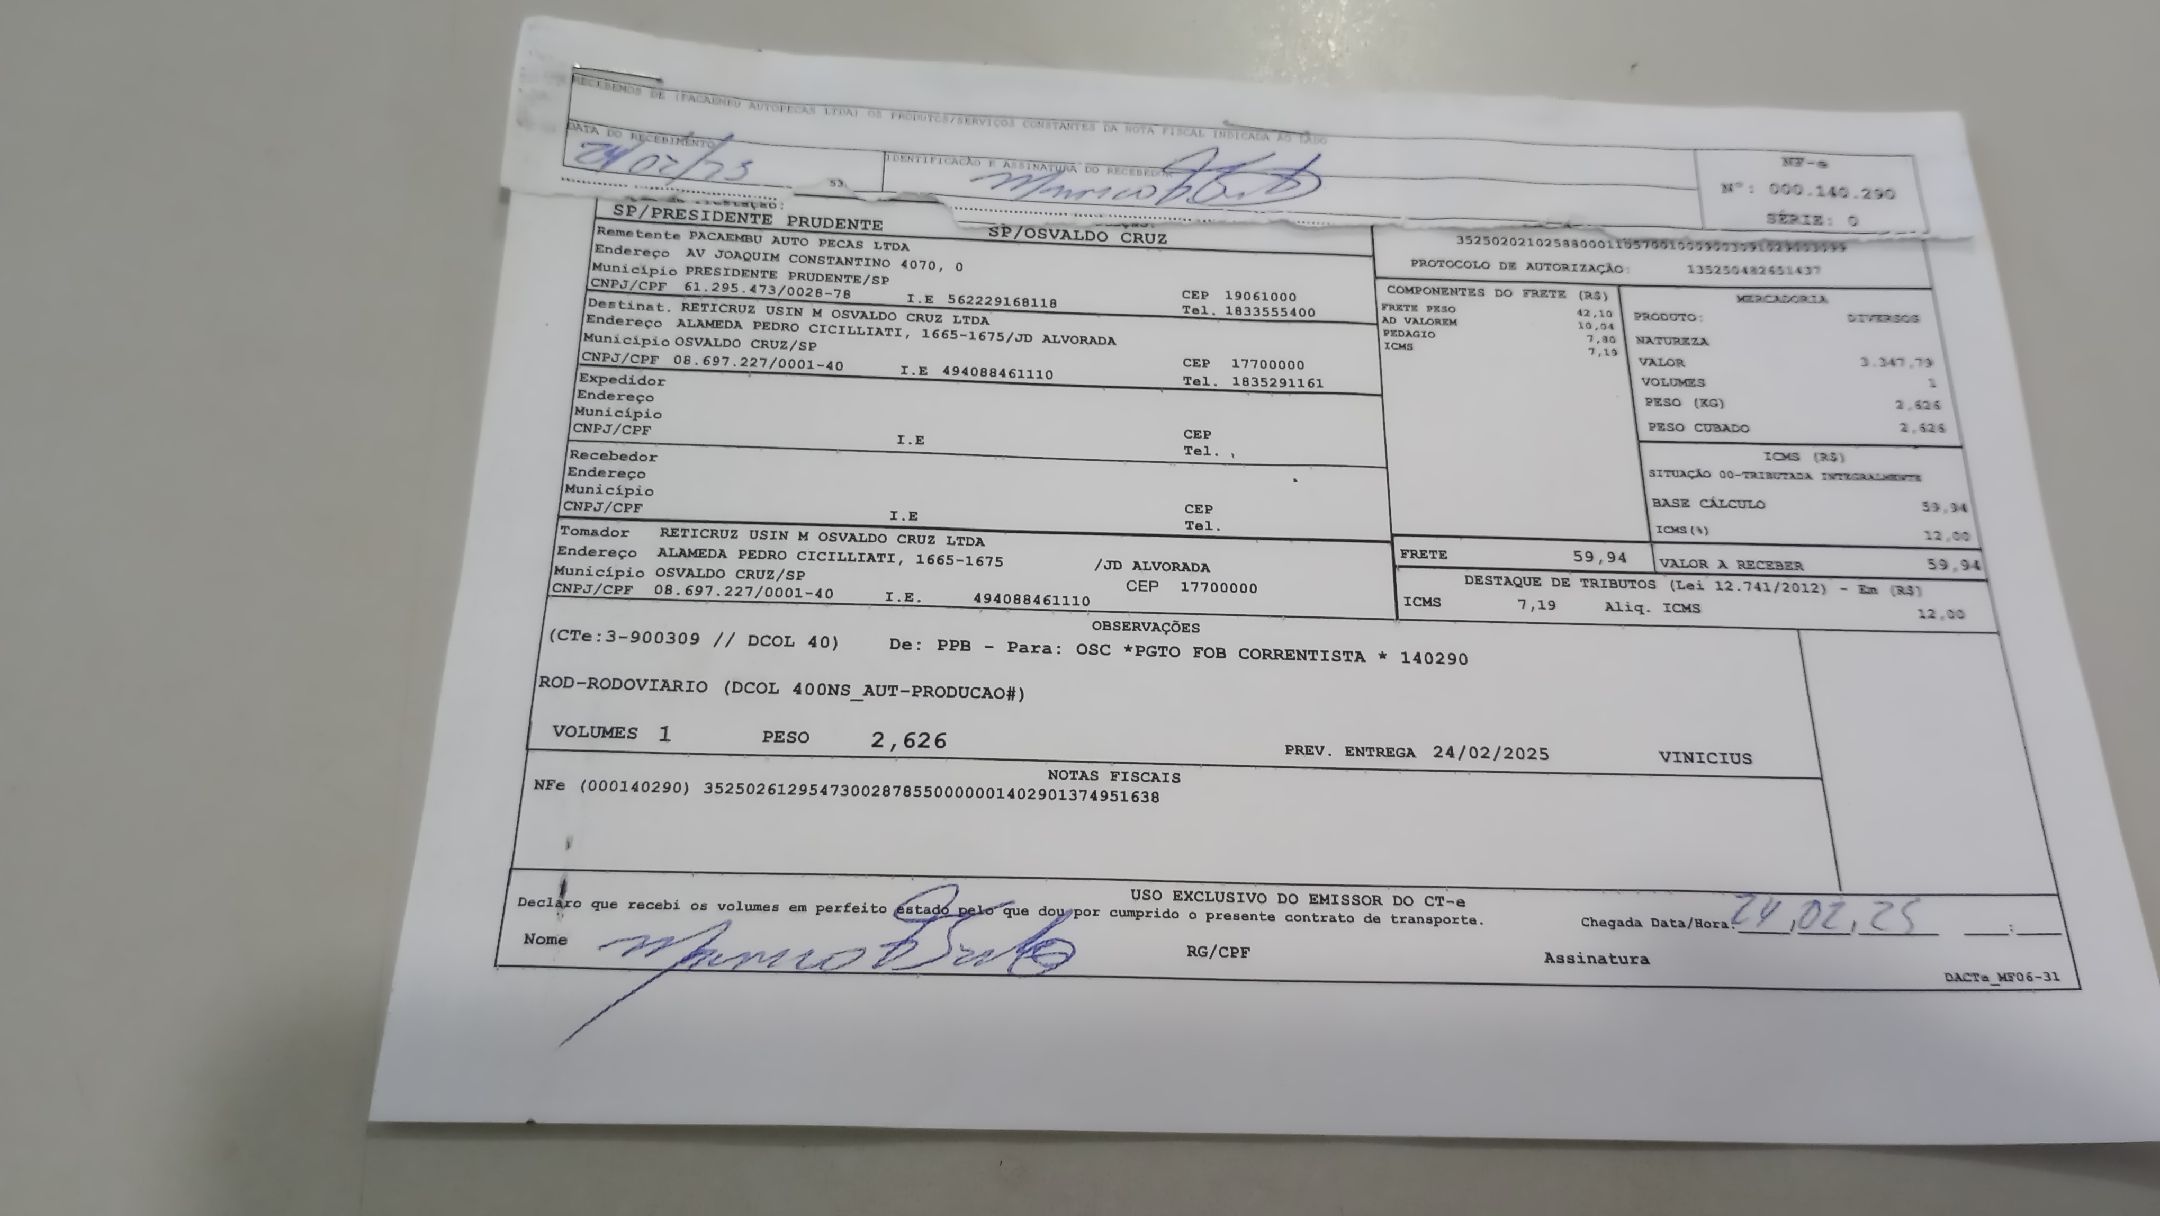 RECEBEMOS DE (PACAEMBU AUTOPECAS LTDA) OS PRODUTOS/SERVIÇOS CONSTANTES DA NOTA FISCAL INDICADA AO LADO
DATA DO RECEBIMENTO
24/02/25
IDENTIFICAÇÃO E ASSINATURA DO RECEBEDOR
NF-e
Nº: 000.140.290
SÉRIE: 0
53
SP/PRESIDENTE PRUDENTE SP/OSVALDO CRUZ
Remetente PACAEMBU AUTO PECAS LTDA
Endereço AV JOAQUIM CONSTANTINO 4070, 0
Município PRESIDENTE PRUDENTE/SP
CNPJ/CPF 61.295.473/0028-78 I.E 562229168118
CEP 19061000
Tel. 1833555400
Destinat. RETICRUZ USIN M OSVALDO CRUZ LTDA
Endereço ALAMEDA PEDRO CICILLIATI, 1665-1675/JD ALVORADA
Município OSVALDO CRUZ/SP
CNPJ/CPF 08.697.227/0001-40 I.E 494088461110
CEP 17700000
Tel. 1835291161
Expedidor
Endereço
Município
CNPJ/CPF I.E
CEP
Tel.
Recebedor
Endereço
Município
CNPJ/CPF I.E
CEP
Tel.
Tomador RETICRUZ USIN M OSVALDO CRUZ LTDA
Endereço ALAMEDA PEDRO CICILLIATI, 1665-1675 /JD ALVORADA
Município OSVALDO CRUZ/SP CEP 17700000
CNPJ/CPF 08.697.227/0001-40 I.E. 494088461110
PROTOCOLO DE AUTORIZAÇÃO: 135250482651437
COMPONENTES DO FRETE (R$)
FRETE PESO 42,10
AD VALOREM 10,04
PEDAGIO 7,80
ICMS 7,19
MERCADORIA
PRODUTO: DIVERSOS
NATUREZA
VALOR 3.347,79
VOLUMES 1
PESO (KG) 2,626
PESO CUBADO 2,626
ICMS (R$)
SITUAÇÃO 00-TRIBUTADA INTEGRALMENTE
BASE CÁLCULO 59,94
ICMS(%) 12,00
FRETE 59,94 VALOR A RECEBER 59,94
DESTAQUE DE TRIBUTOS (Lei 12.741/2012) - Em (R$)
ICMS 7,19 Aliq. ICMS 12,00
OBSERVAÇÕES
(CTe:3-900309 // DCOL 40) De: PPB - Para: OSC *PGTO FOB CORRENTISTA * 140290
ROD-RODOVIARIO (DCOL 400NS_AUT-PRODUCAO#)
VOLUMES 1 PESO 2,626 PREV. ENTREGA 24/02/2025 VINICIUS
NOTAS FISCAIS
NFe (000140290) 35250261295473002878550000001402901374951638
USO EXCLUSIVO DO EMISSOR DO CT-e
Declaro que recebi os volumes em perfeito estado pelo que dou por cumprido o presente contrato de transporte.
Chegada Data/Hora: 24,02,25 :
Nome RG/CPF Assinatura
DACTe_MF06-31